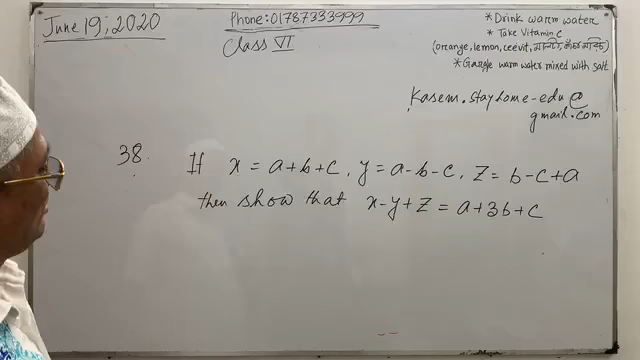 June 19, 2020
Phone: 01787333999
Class VI
* Drink warm water
* Take Vitamin C
(orange, lemon, ceevit,
* Gargle warm water mixed with salt
Kasem.stayhome-edu@
gmail.com
38. If x = a+b+c, y = a-b-c, z = b-c+a
then show that x-y+z = a+3b+c